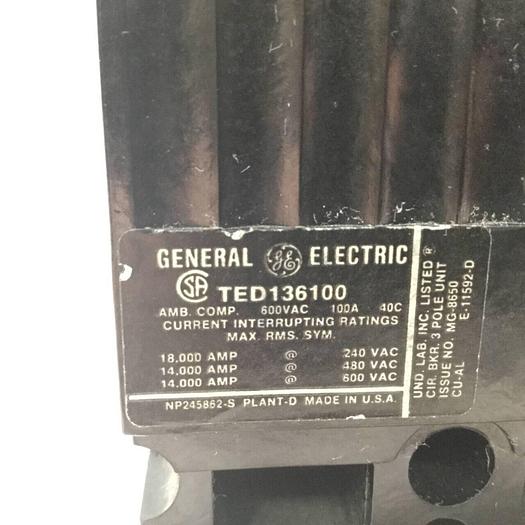 GENERAL GE ELECTRIC
SA TED136100
AMB. COMP. 600VAC 100A 40C
CURRENT INTERRUPTING RATINGS
MAX. RMS. SYM.
18,000 AMP @ 240 VAC
14,000 AMP @ 480 VAC
14,000 AMP @ 600 VAC
NP245862-S PLANT-D MADE IN U.S.A.
UND. LAB. INC. LISTED
CIR. BKR. 3 POLE UNIT
ISSUE NO. MG-8650
CU-AL E-11592-D